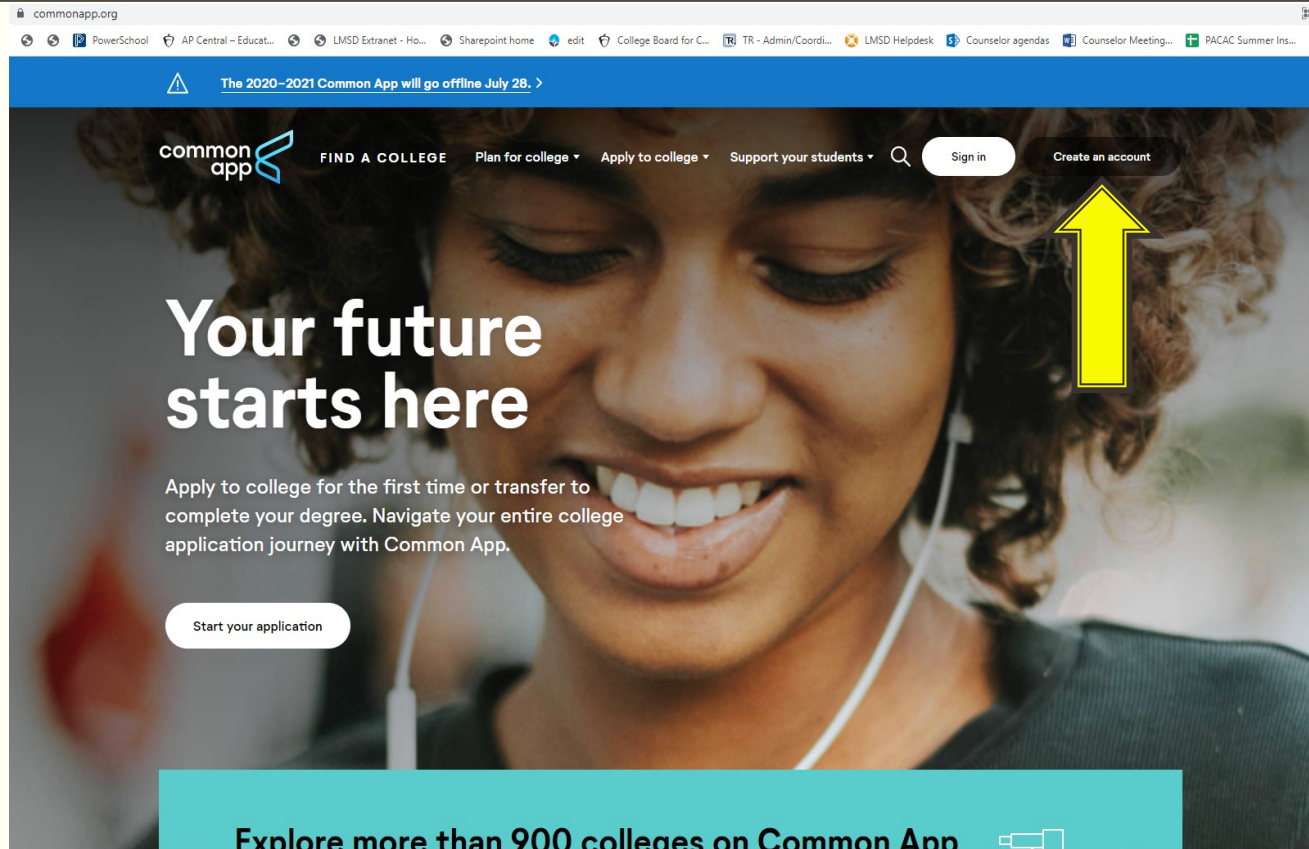 commonapp.org
PowerSchool AP Central – Educat... LMSD Extranet - Ho... Sharepoint home edit College Board for C... TR - Admin/Coordi... LMSD Helpdesk Counselor agendas Counselor Meeting... PACAC Summer Ins...
The 2020–2021 Common App will go offline July 28. >
common app FIND A COLLEGE Plan for college Apply to college Support your students Sign in Create an account
Your future
starts here
Apply to college for the first time or transfer to
complete your degree. Navigate your entire college
application journey with Common App.
Start your application
Explore more than 900 colleges on Common App